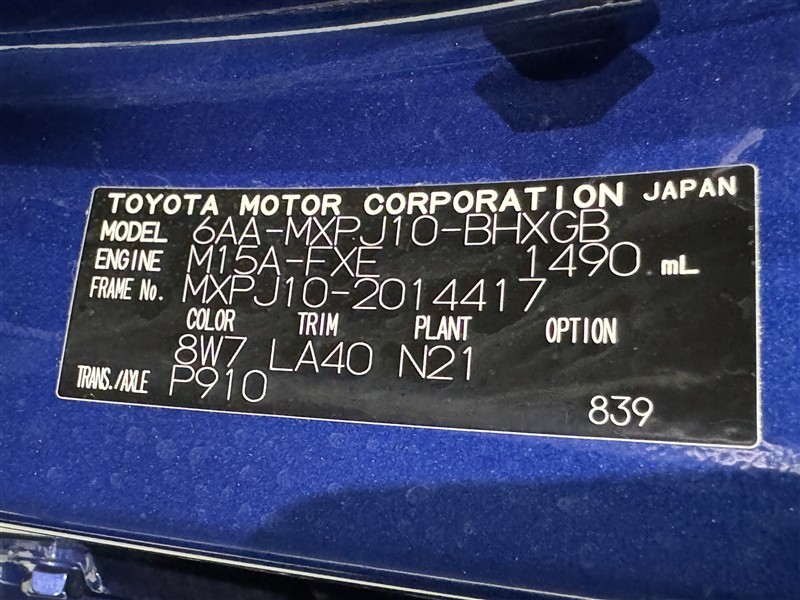 TOYOTA MOTOR CORPORATION JAPAN
MODEL 6AA-MXPJ10-BHXGB
ENGINE M15A-FXE 1490 mL
FRAME No. MXPJ10-2014417
COLOR TRIM PLANT OPTION
8W7 LA40 N21
TRANS./AXLE P910
839